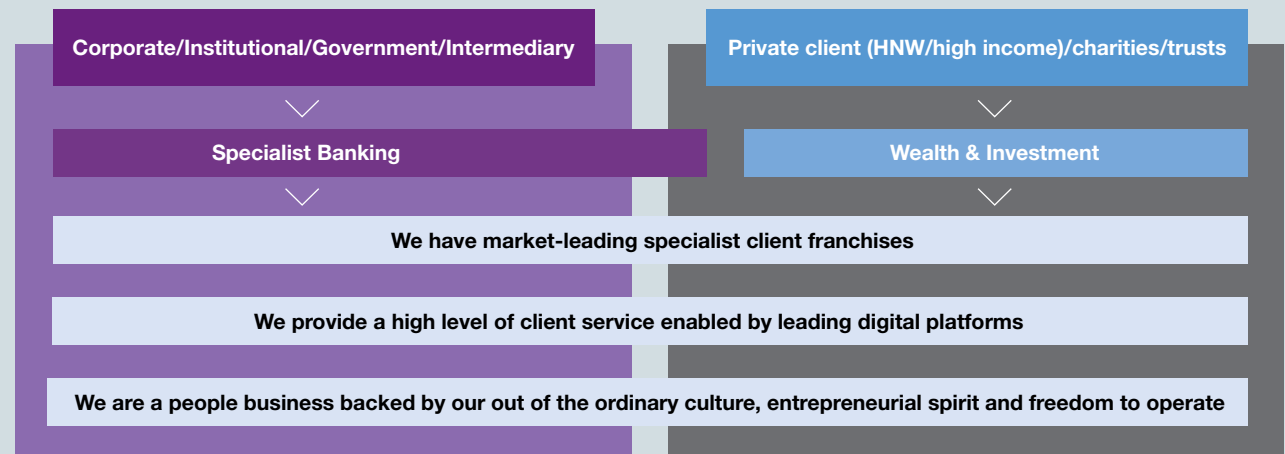 Corporate/Institutional/Government/Intermediary
Private client (HNW/high income)/charities/trusts
Specialist Banking
Wealth & Investment
We have market-leading specialist client franchises
We provide a high level of client service enabled by leading digital platforms
We are a people business backed by our out of the ordinary culture, entrepreneurial spirit and freedom to operate